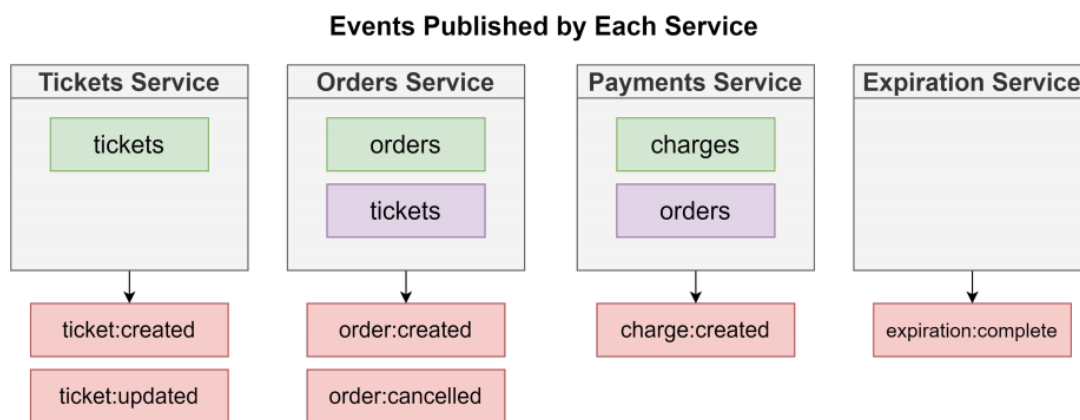 Events Published by Each Service
Tickets Service
tickets
ticket:created
ticket:updated
Orders Service
orders
tickets
order:created
order:cancelled
Payments Service
charges
orders
charge:created
Expiration Service
expiration:complete